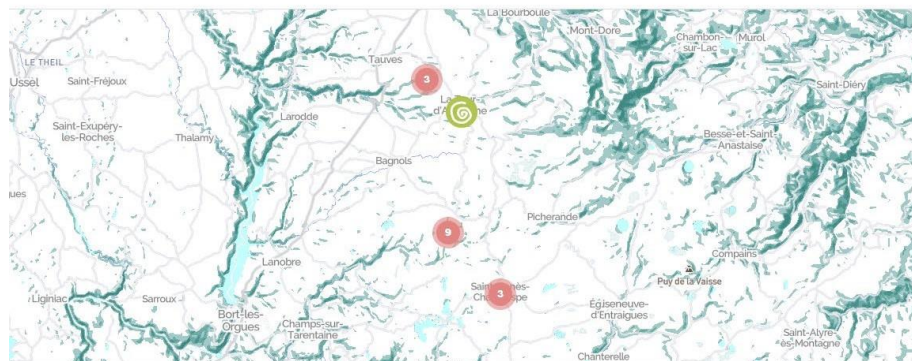 La Bourboule
Mont-Dore
Chambon-
sur-Lac
Murol
LE THEIL
Ussel
Saint-Fréjoux
Tauves
3
Saint-Diéry
Larodde
Saint-Exupéry-
les-Roches
Thalamy
Besse-et-Saint-
Anastaise
Bagnols
ques
Picherande
9
Lanobre
Compains
Puy de la Vaisse
3
Liginiac
Sarroux
Bort-les-
Orgues
Égliseneuve-
d'Entraigues
Champs-sur-
Tarentaine
Saint-Alyre-
ès-Montagne
Chanterelle